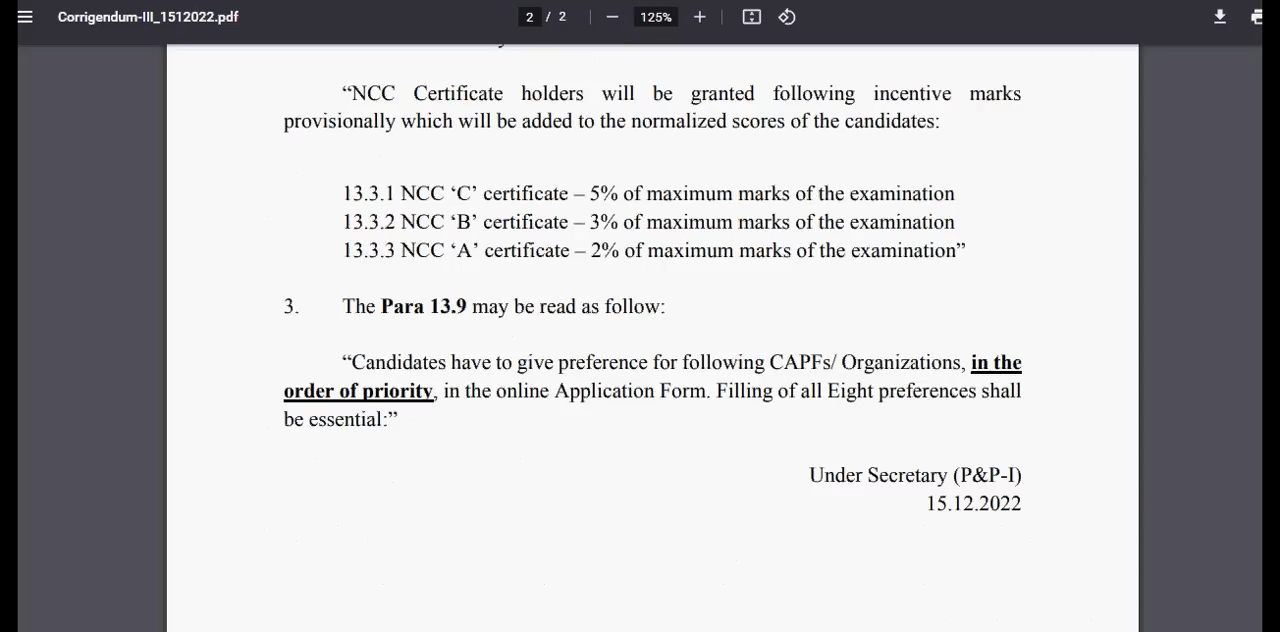 Corrigendum-III_1512022.pdf
2 / 2
125%
“NCC Certificate holders will be granted following incentive marks
provisionally which will be added to the normalized scores of the candidates:
13.3.1 NCC ‘C’ certificate – 5% of maximum marks of the examination
13.3.2 NCC ‘B’ certificate – 3% of maximum marks of the examination
13.3.3 NCC ‘A’ certificate – 2% of maximum marks of the examination”
3. The Para 13.9 may be read as follow:
“Candidates have to give preference for following CAPFs/ Organizations, in the
order of priority, in the online Application Form. Filling of all Eight preferences shall
be essential:”
Under Secretary (P&P-I)
15.12.2022